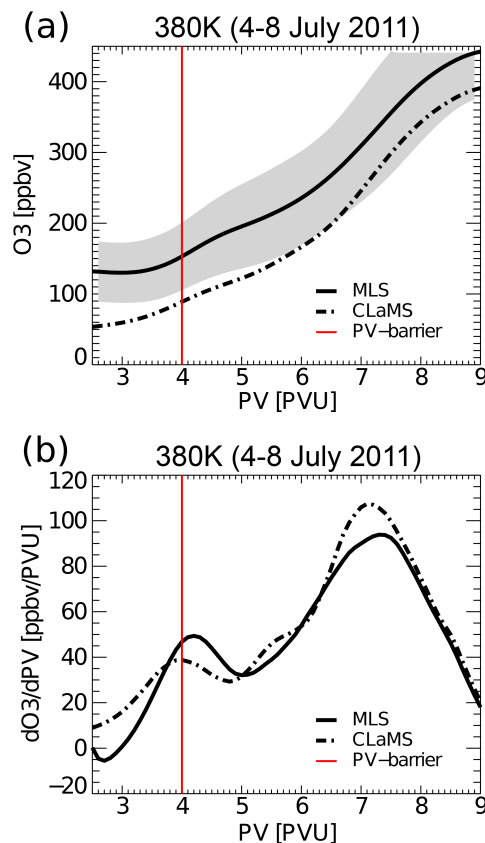 (a)
380K (4-8 July 2011)
O3 [ppbv]
400
300
200
100
0
MLS
CLaMS
PV−barrier
3 4 5 6 7 8 9
PV [PVU]
(b)
380K (4-8 July 2011)
dO3/dPV [ppbv/PVU]
120
100
80
60
40
20
0
−20
MLS
CLaMS
PV−barrier
3 4 5 6 7 8 9
PV [PVU]